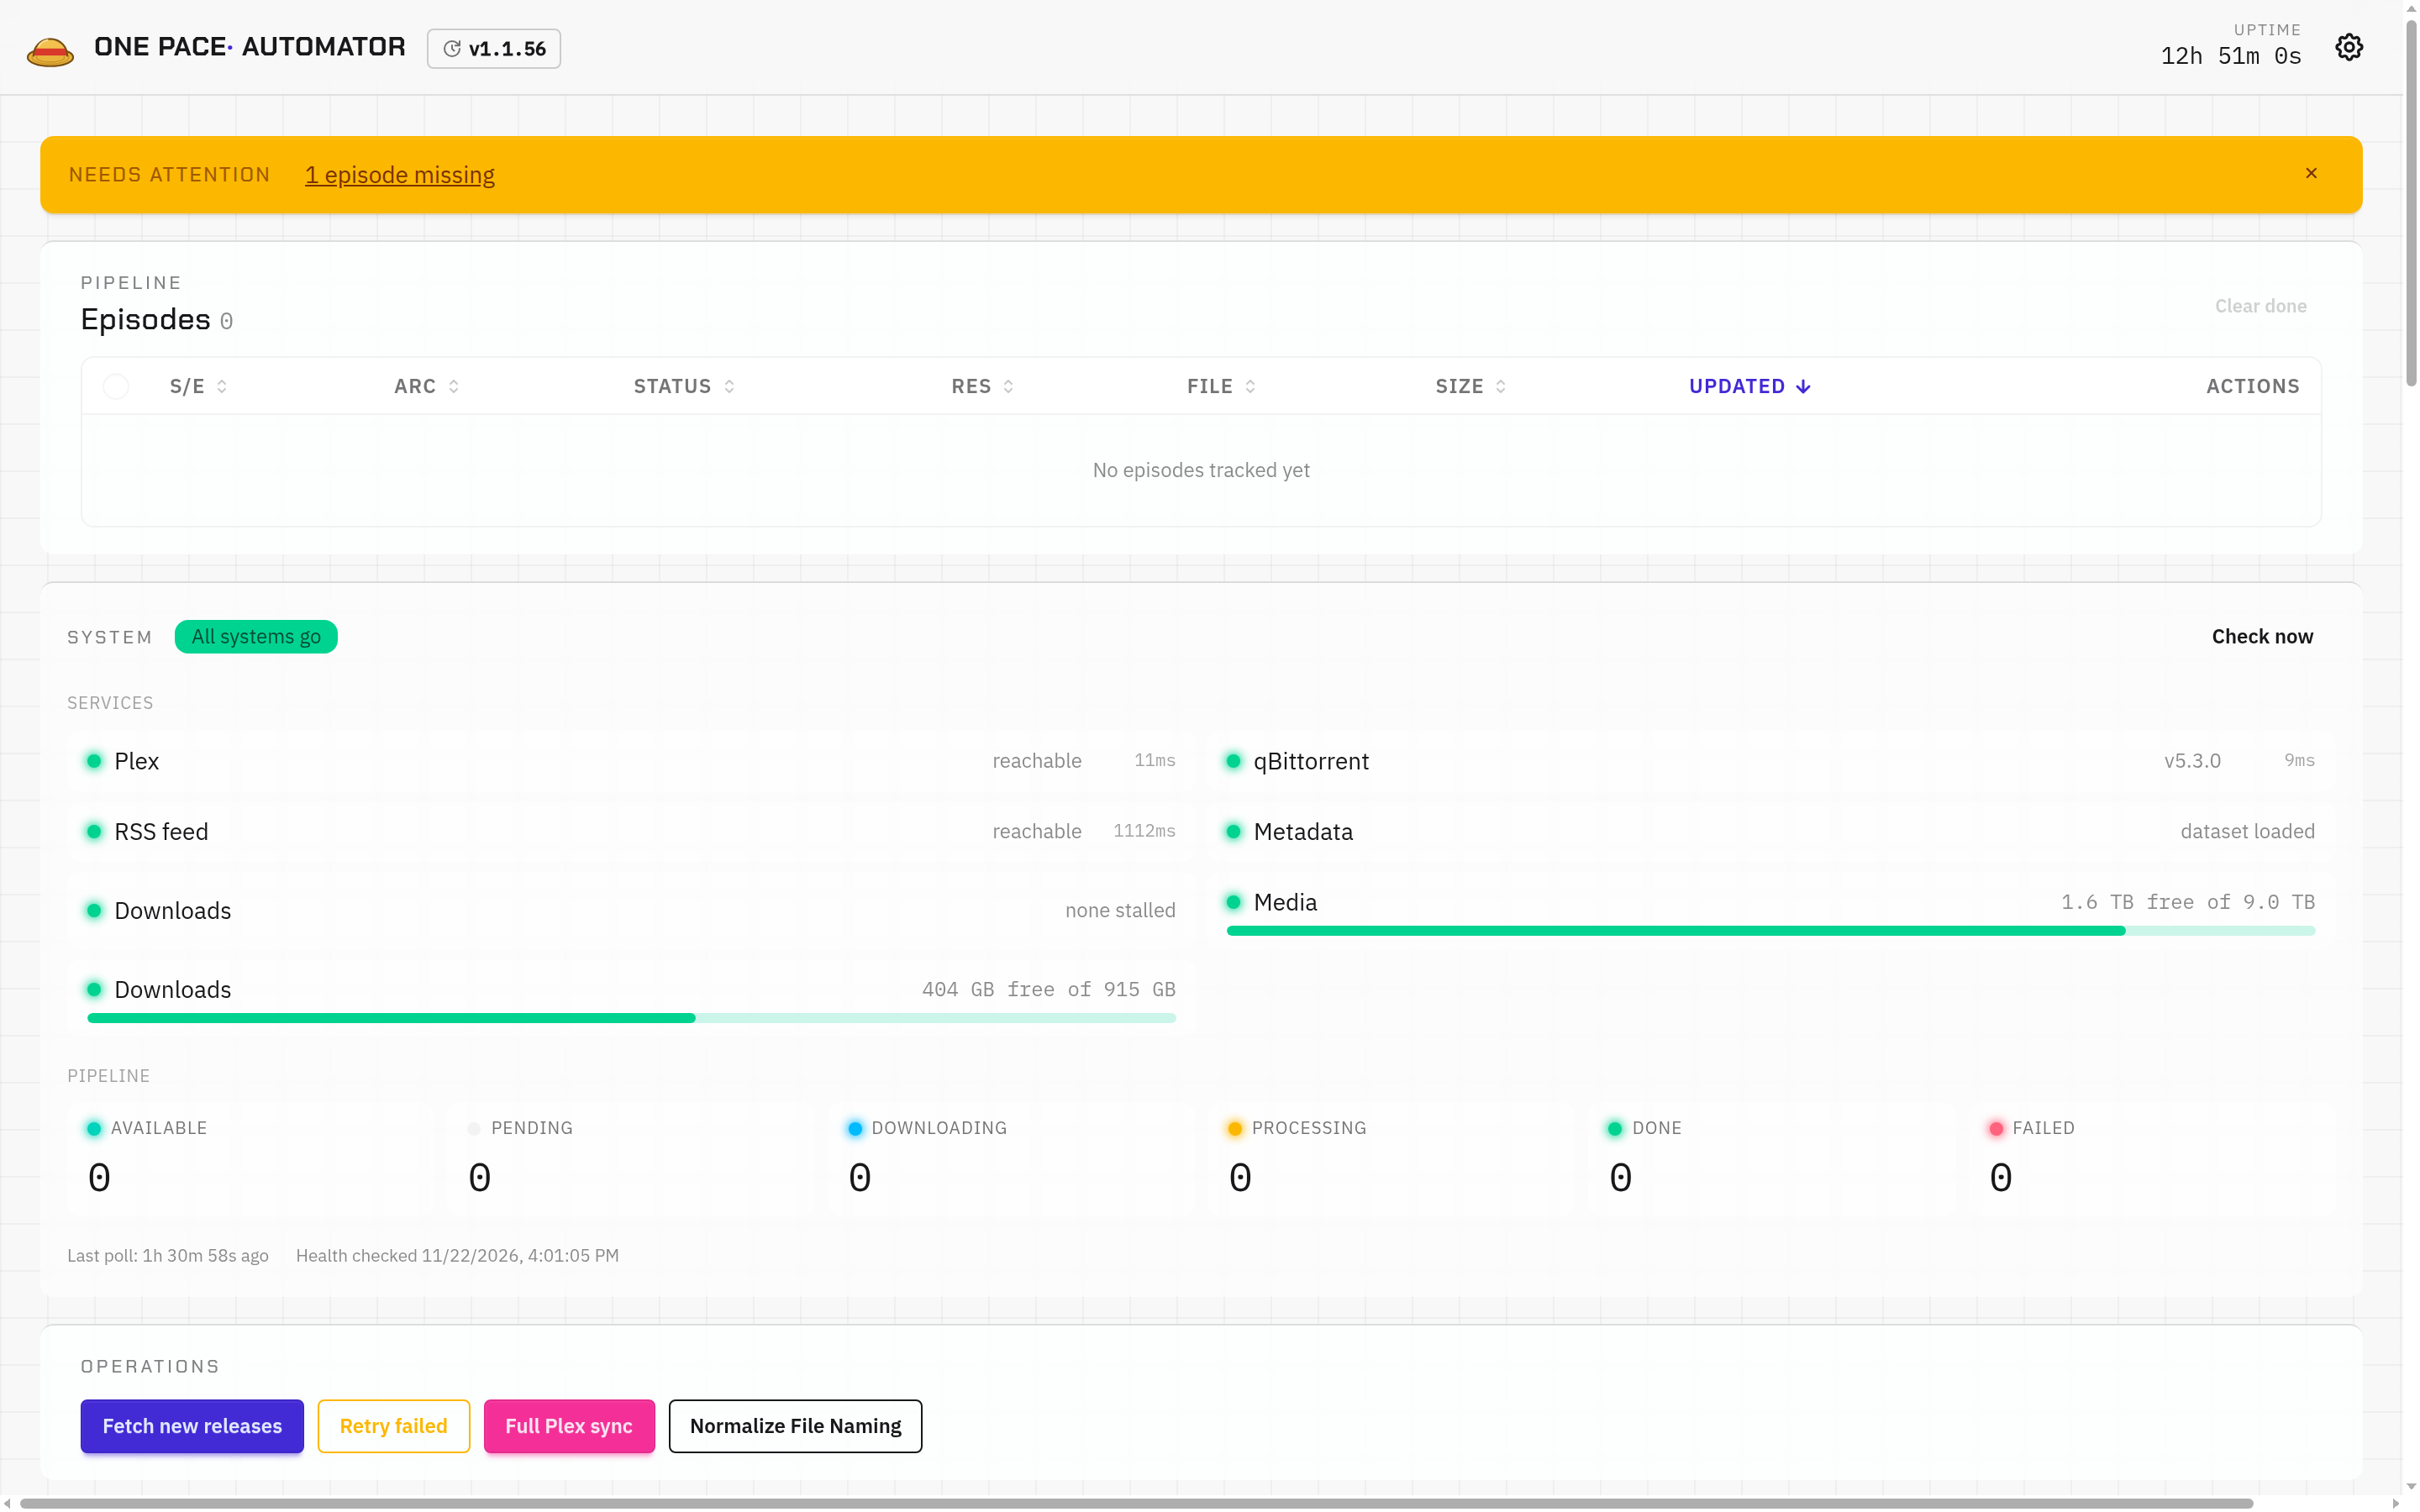 ONE PACE· AUTOMATOR
v1.1.56
UPTIME
12h 51m 0s
NEEDS ATTENTION 1 episode missing ×
PIPELINE
Episodes 0
Clear done
S/E ARC STATUS RES FILE SIZE UPDATED ACTIONS
No episodes tracked yet
SYSTEM All systems go Check now
SERVICES
Plex reachable 11ms
qBittorrent v5.3.0 9ms
RSS feed reachable 1112ms
Metadata dataset loaded
Downloads none stalled
Media 1.6 TB free of 9.0 TB
Downloads 404 GB free of 915 GB
PIPELINE
AVAILABLE PENDING DOWNLOADING PROCESSING DONE FAILED
0 0 0 0 0 0
Last poll: 1h 30m 58s ago Health checked 11/22/2026, 4:01:05 PM
OPERATIONS
Fetch new releases Retry failed Full Plex sync Normalize File Naming